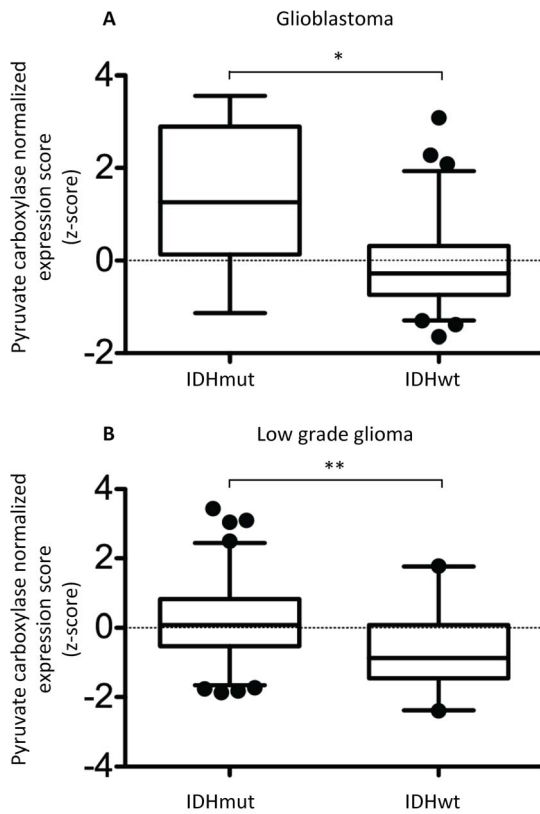 A
Glioblastoma
*
Pyruvate carboxylase normalized
expression score
(z-score)
4
2
0
-2
IDHmut
IDHwt
B
Low grade glioma
**
Pyruvate carboxylase normalized
expression score
(z-score)
4
2
0
-2
-4
IDHmut
IDHwt